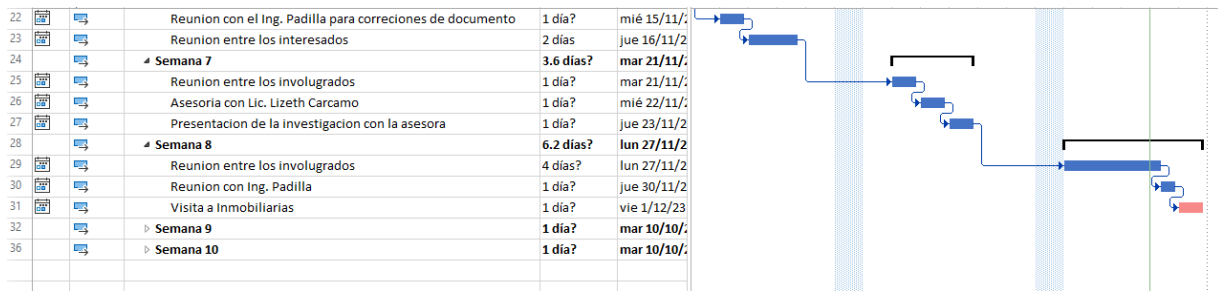 22 Reunion con el Ing. Padilla para correciones de documento 1 día? mié 15/11/2
23 Reunion entre los interesados 2 días jue 16/11/2
24 Semana 7 3.6 días? mar 21/11/2
25 Reunion entre los involugrados 1 día? mar 21/11/2
26 Asesoria con Lic. Lizeth Carcamo 1 día? mié 22/11/2
27 Presentacion de la investigacion con la asesora 1 día? jue 23/11/2
28 Semana 8 6.2 días? lun 27/11/2
29 Reunion entre los involugrados 4 días? lun 27/11/2
30 Reunion con Ing. Padilla 1 día? jue 30/11/2
31 Visita a Inmobiliarias 1 día? vie 1/12/23
32 Semana 9 1 día? mar 10/10/2
36 Semana 10 1 día? mar 10/10/2